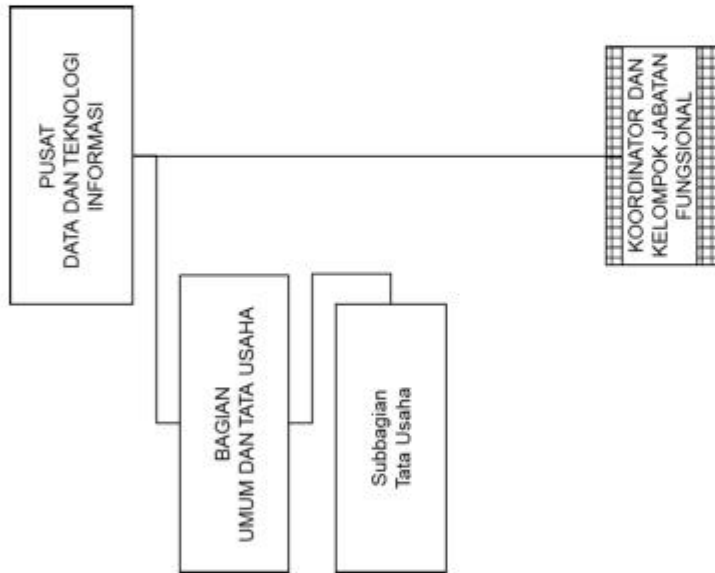 PUSAT
DATA DAN TEKNOLOGI
INFORMASI
BAGIAN
UMUM DAN TATA USAHA
Subbagian
Tata Usaha
KOORDINATOR DAN
KELOMPOK JABATAN
FUNGSIONAL